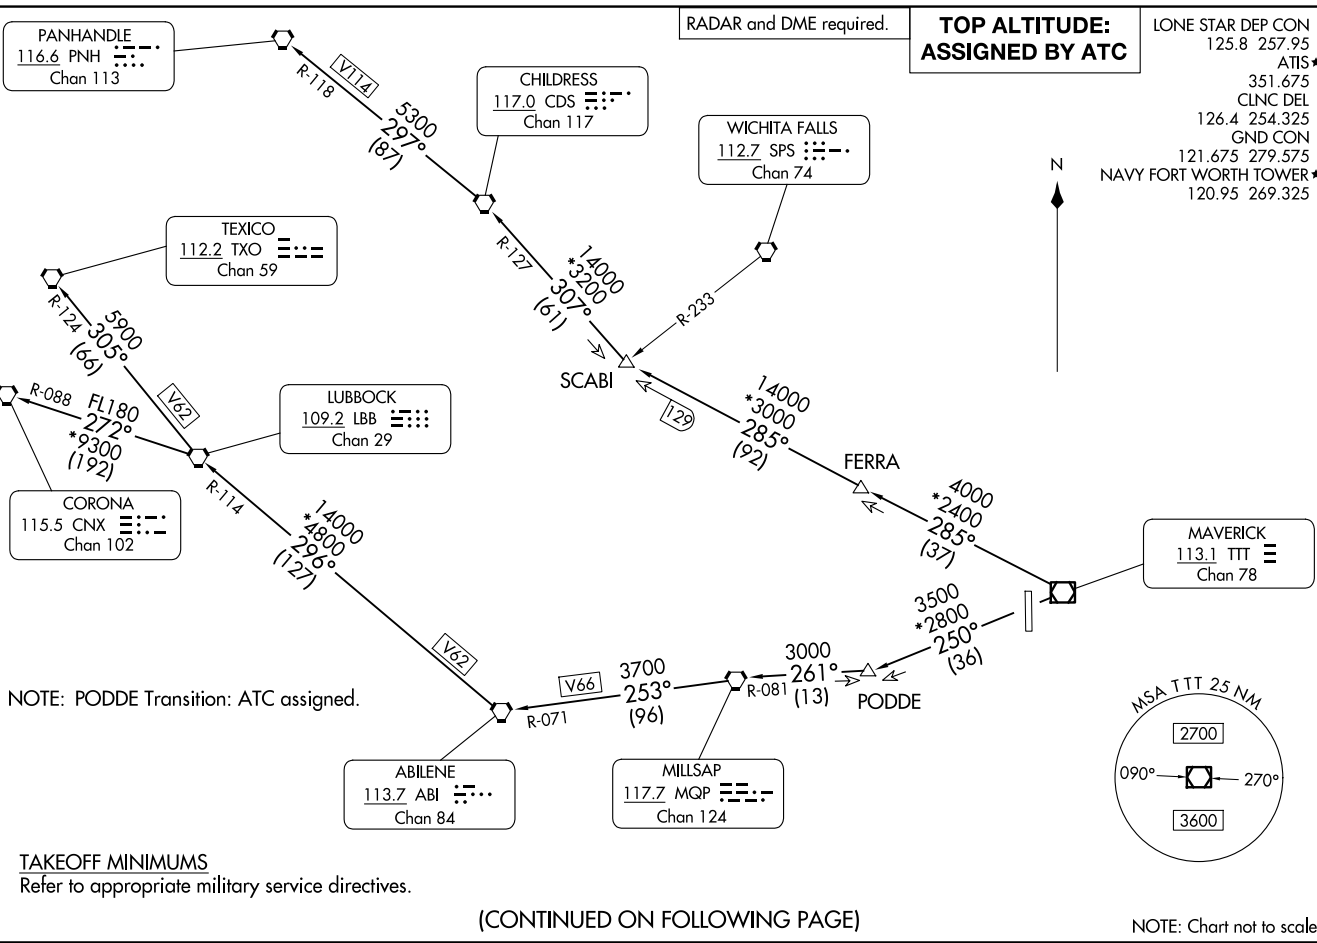 RADAR and DME required.
TOP ALTITUDE:
ASSIGNED BY ATC
LONE STAR DEP CON
125.8 257.95
ATIS★
351.675
CLNC DEL
126.4 254.325
GND CON
121.675 279.575
NAVY FORT WORTH TOWER★
120.95 269.325
PANHANDLE
116.6 PNH
Chan 113
R-118
V114
5300
297°
(87)
CHILDRESS
117.0 CDS
Chan 117
WICHITA FALLS
112.7 SPS
Chan 74
N
TEXICO
112.2 TXO
Chan 59
R-127
14000
*3200
307°
(61)
R-233
SCABI
129
R-124
5900
305°
(66)
V62
R-088
FL180
272°
*9300
(192)
LUBBOCK
109.2 LBB
Chan 29
14000
*3000
285°
(92)
FERRA
4000
*2400
285°
(37)
CORONA
115.5 CNX
Chan 102
R-114
14000
*4800
296°
(127)
V62
MAVERICK
113.1 TTT
Chan 78
3500
*2800
250°
(36)
3000
261°
(13)
R-081
PODDE
V66
3700
253°
(96)
R-071
NOTE: PODDE Transition: ATC assigned.
ABILENE
113.7 ABI
Chan 84
MILLSAP
117.7 MQP
Chan 124
MSA TTT 25 NM
2700
090°
270°
3600
TAKEOFF MINIMUMS
Refer to appropriate military service directives.
(CONTINUED ON FOLLOWING PAGE)
NOTE: Chart not to scale